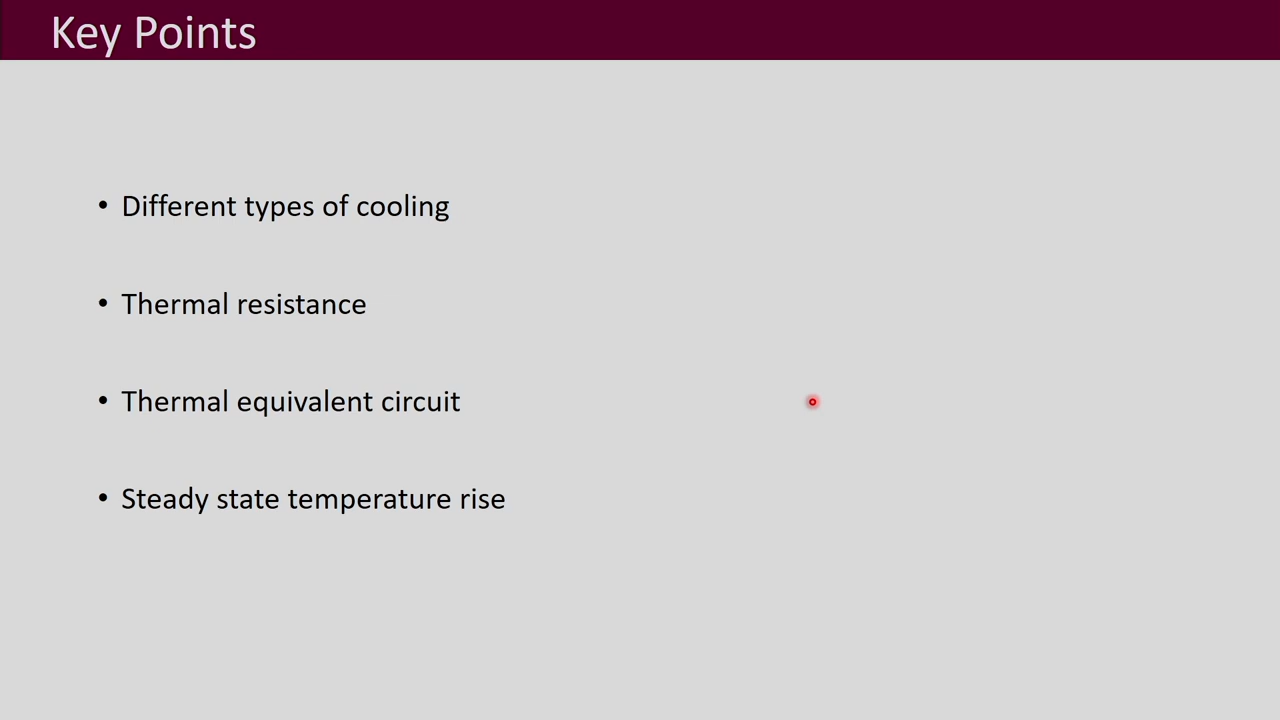 Key Points
• Different types of cooling
• Thermal resistance
• Thermal equivalent circuit
• Steady state temperature rise